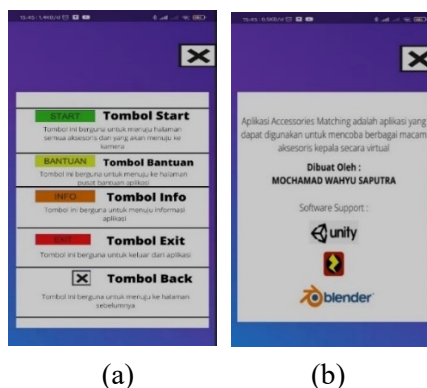 START Tombol Start
Tombol ini berguna untuk menuju halaman
semua aksesoris dan yang akan menuju ke
kamera
BANTUAN Tombol Bantuan
Tombol ini berguna untuk menuju ke halaman
pusat bantuan aplikasi
INFO Tombol Info
Tombol ini berguna untuk menuju informasi
aplikasi
EXIT Tombol Exit
Tombol ini berguna untuk keluar dari aplikasi
Tombol Back
Tombol ini berguna untuk menuju ke halaman
sebelumnya
(a)
Aplikasi Accessories Matching adalah aplikasi yang
dapat digunakan untuk mencoba berbagai macam
aksesoris kepala secara virtual
Dibuat Oleh :
MOCHAMAD WAHYU SAPUTRA
Software Support :
unity
blender
(b)